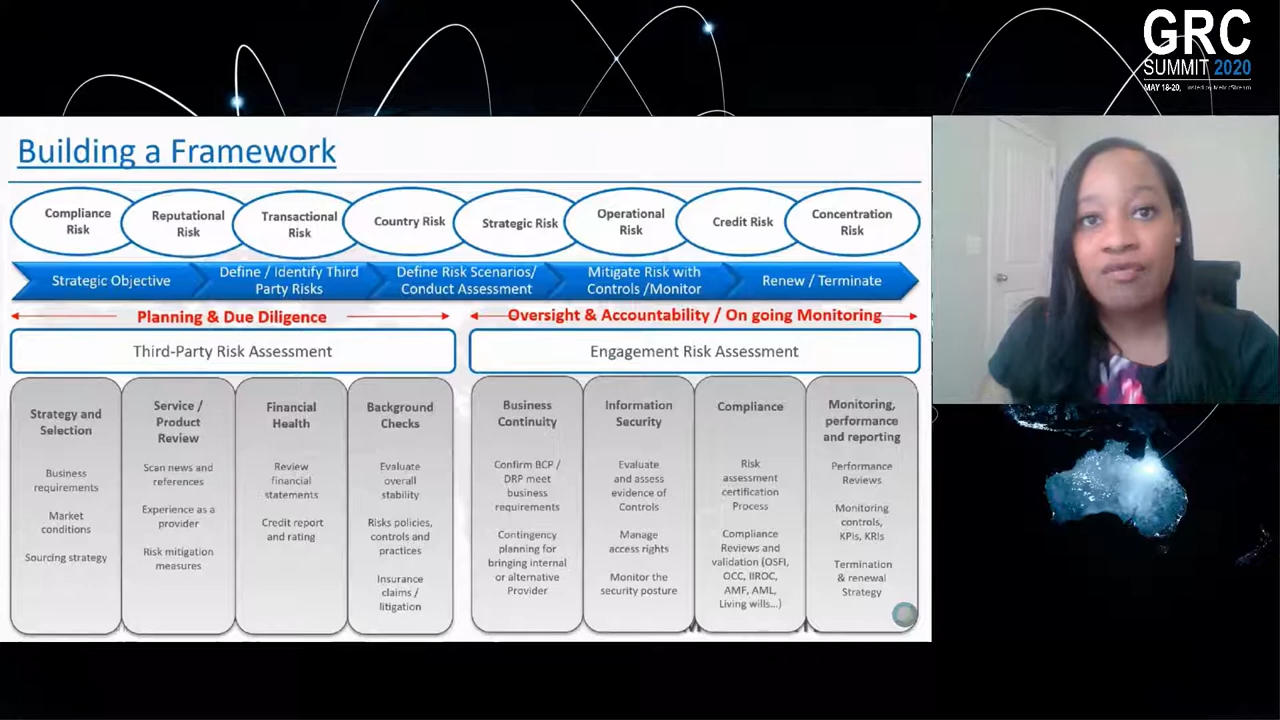 GRC
SUMMIT 2020
MAY 18-20, Hosted by MetricStream
Building a Framework
Compliance
Risk
Reputational
Risk
Transactional
Risk
Country Risk
Strategic Risk
Operational
Risk
Credit Risk
Concentration
Risk
Strategic Objective
Define / Identify Third
Party Risks
Define Risk Scenarios/
Conduct Assessment
Mitigate Risk with
Controls /Monitor
Renew / Terminate
Planning & Due Diligence
Oversight & Accountability / On going Monitoring
Third-Party Risk Assessment
Engagement Risk Assessment
Strategy and
Selection
Business
requirements
Market
conditions
Sourcing strategy
Service /
Product
Review
Scan news and
references
Experience as a
provider
Risk mitigation
measures
Financial
Health
Review
financial
statements
Credit report
and rating
Background
Checks
Evaluate
overall
stability
Risks policies,
controls and
practices
Insurance
claims /
litigation
Business
Continuity
Confirm BCP /
DRP meet
business
requirements
Contingency
planning for
bringing internal
or alternative
Provider
Information
Security
Evaluate
and assess
evidence of
Controls
Manage
access rights
Monitor the
security posture
Compliance
Risk
assessment
certification
Process
Compliance
Reviews and
validation (OSFI,
OCC, IIROC,
AMF, AML,
Living wills...)
Monitoring,
performance
and reporting
Performance
Reviews
Monitoring
controls,
KPIs, KRIs
Termination
& renewal
Strategy